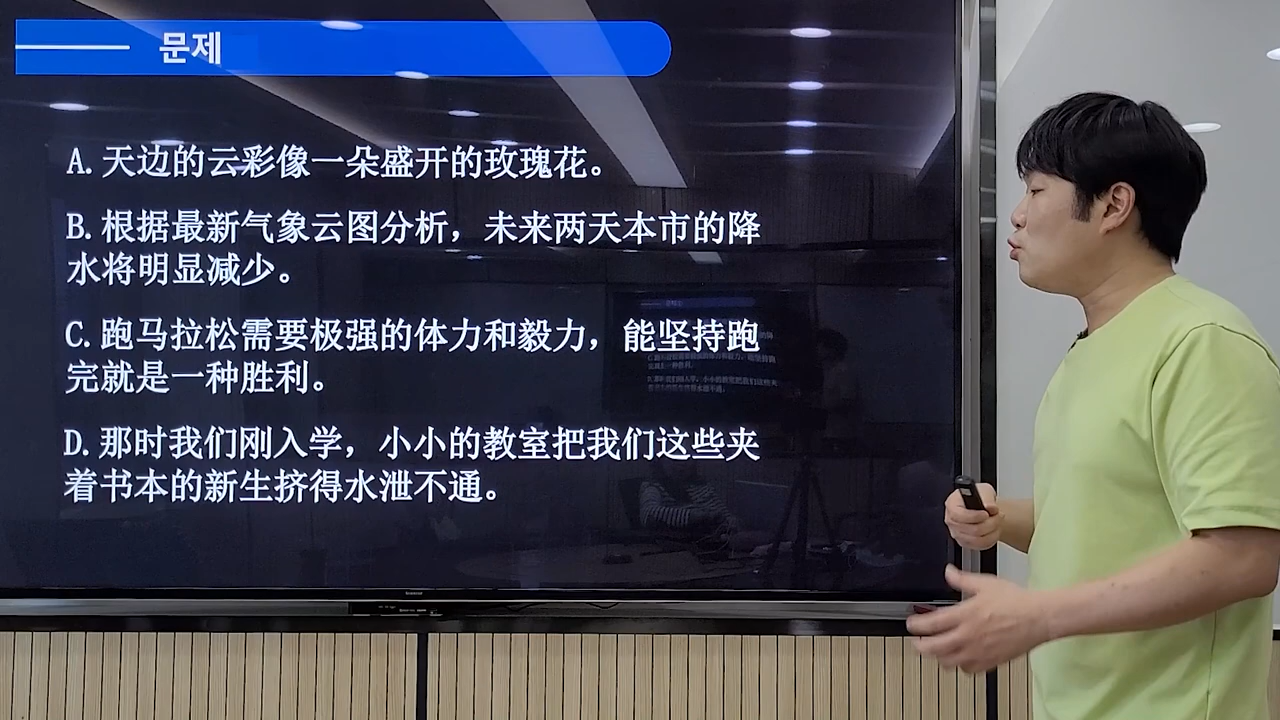 문제
A. 天边的云彩像一朵盛开的玫瑰花。
B. 根据最新气象云图分析，未来两天本市的降
水将明显减少。
C. 跑马拉松需要极强的体力和毅力，能坚持跑
完就是一种胜利。
D. 那时我们刚入学，小小的教室把我们这些夹
着书本的新生挤得水泄不通。